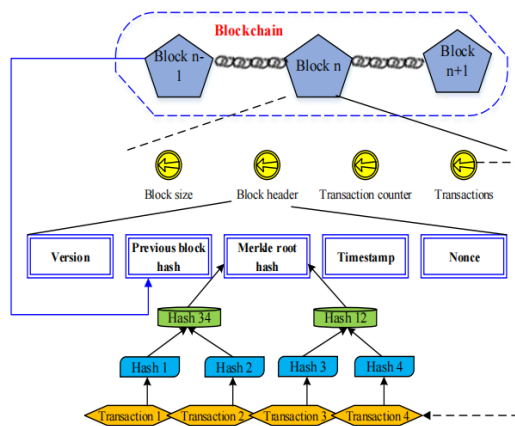 Blockchain
Block n-
1
Block n
Block
n+1
Block size
Block header
Transaction counter
Transactions
Version
Previous block
hash
Merkle root
hash
Timestamp
Nonce
Hash 34
Hash 12
Hash 1
Hash 2
Hash 3
Hash 4
Transaction 1
Transaction 2
Transaction 3
Transaction 4